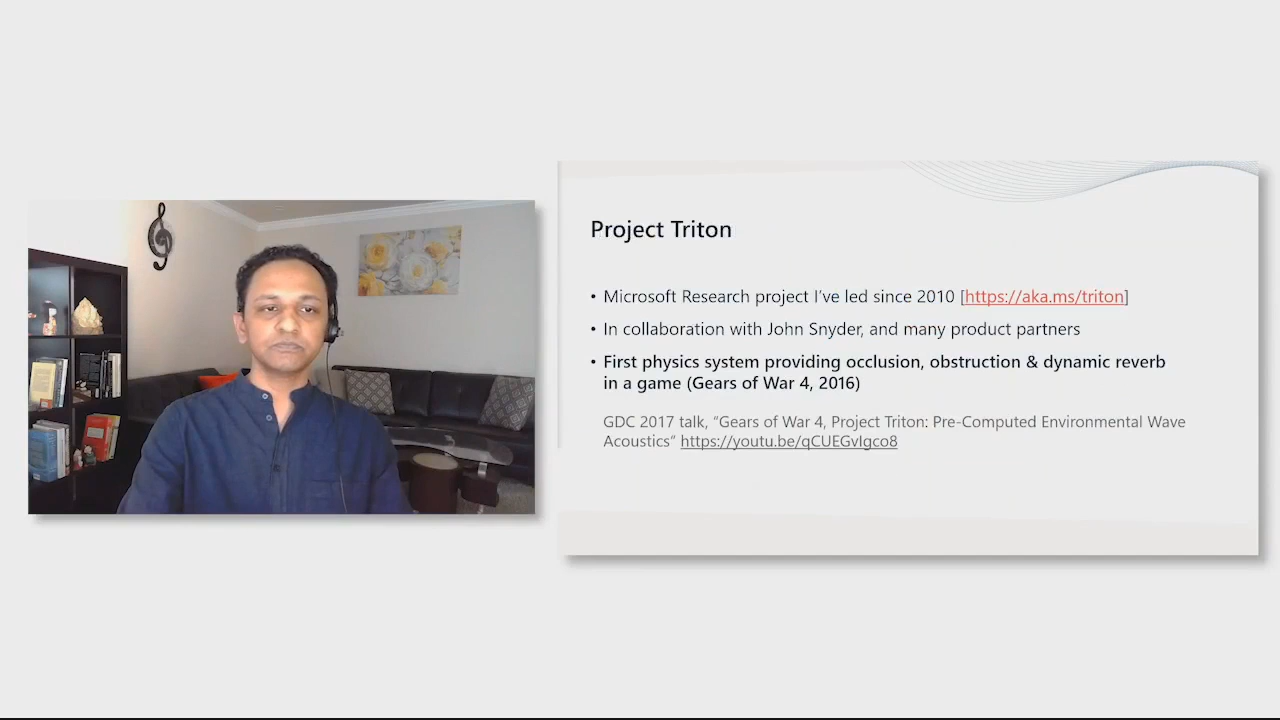 Project Triton
• Microsoft Research project I've led since 2010 [https://aka.ms/triton]
• In collaboration with John Snyder, and many product partners
• First physics system providing occlusion, obstruction & dynamic reverb
in a game (Gears of War 4, 2016)
GDC 2017 talk, “Gears of War 4, Project Triton: Pre-Computed Environmental Wave
Acoustics” https://youtu.be/qCUEGvIgco8